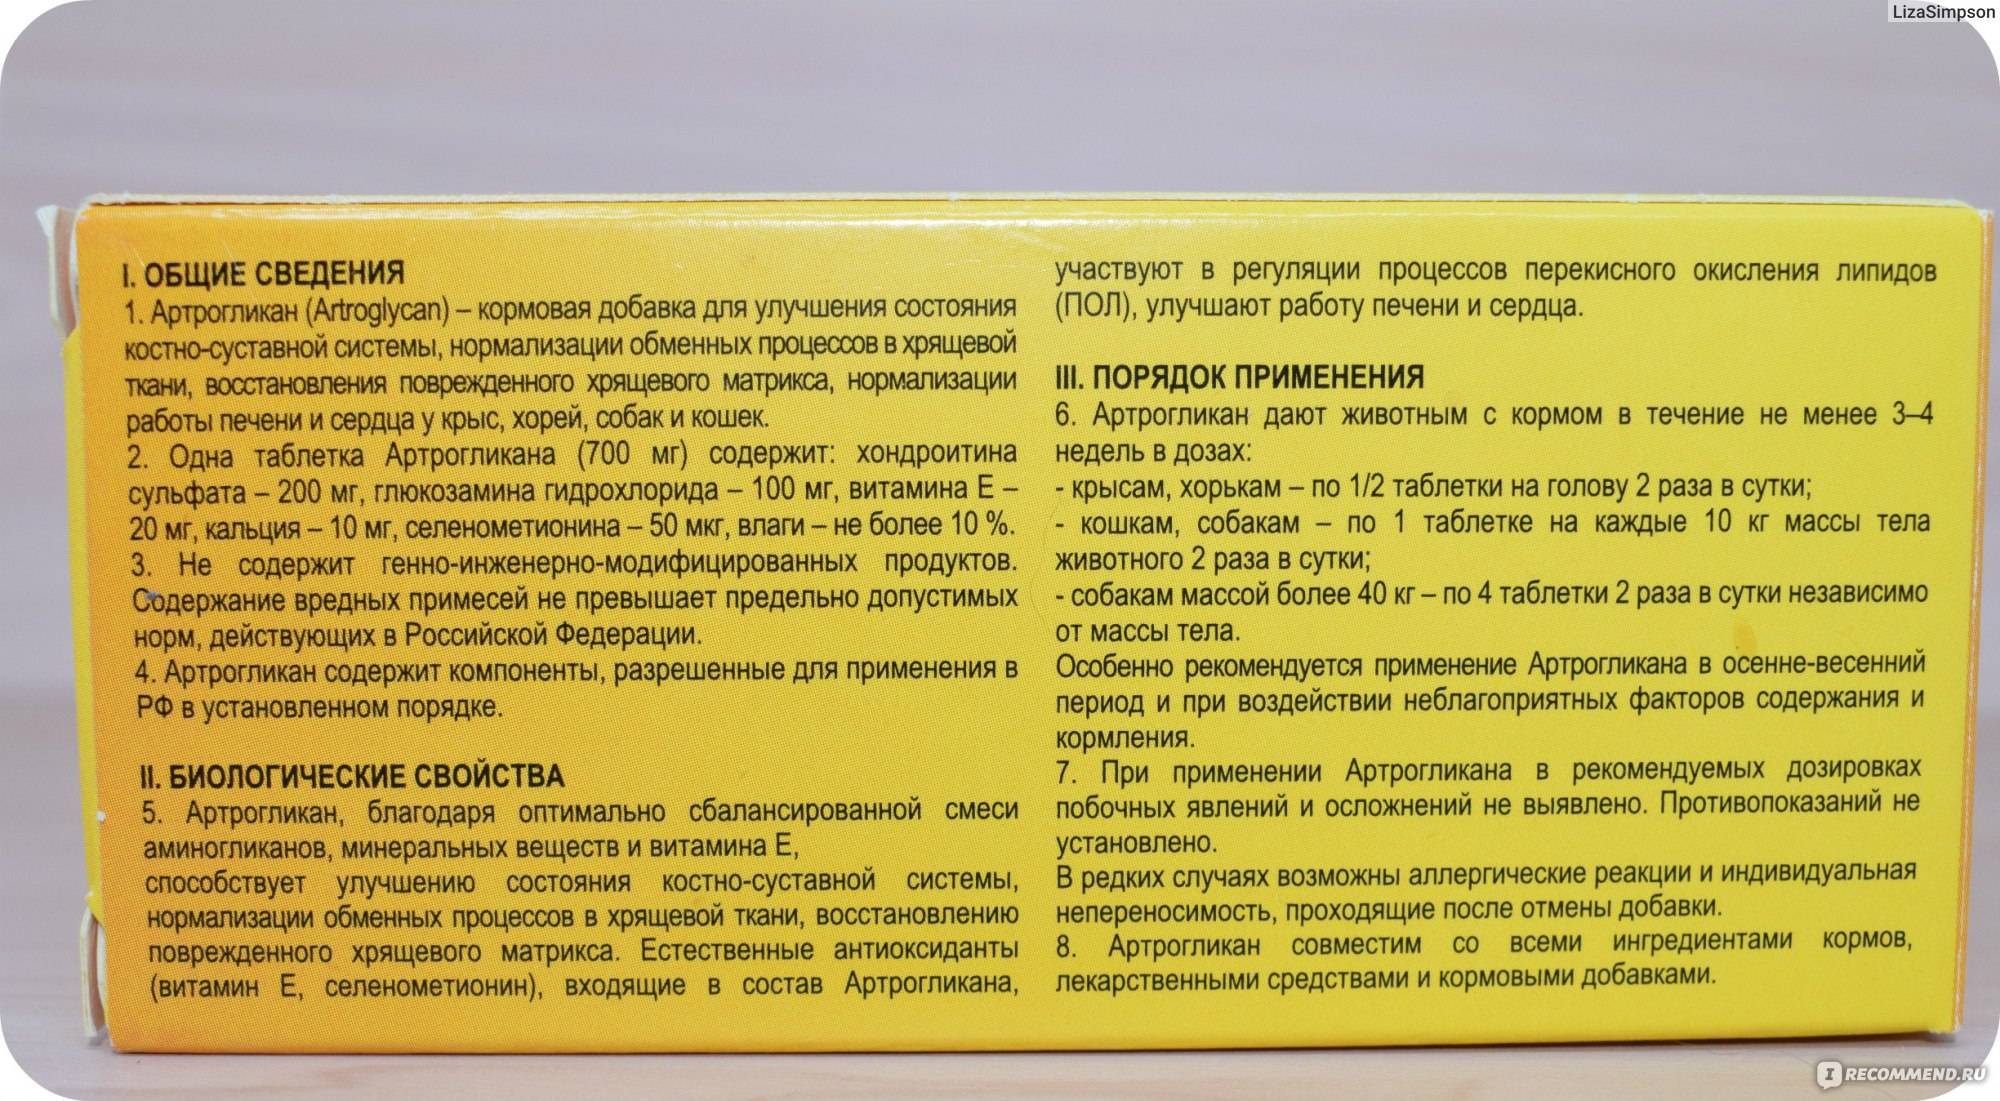 LizaSimpson
I. ОБЩИЕ СВЕДЕНИЯ
1. Артрогликан (Artroglycan) – кормовая добавка для улучшения состояния
костно-суставной системы, нормализации обменных процессов в хрящевой
ткани, восстановления поврежденного хрящевого матрикса, нормализации
работы печени и сердца у крыс, хорей, собак и кошек.
2. Одна таблетка Артрогликана (700 мг) содержит: хондроитина
сульфата – 200 мг, глюкозамина гидрохлорида – 100 мг, витамина Е –
20 мг, кальция – 10 мг, селенометионина – 50 мкг, влаги – не более 10 %.
3. Не содержит генно-инженерно-модифицированных продуктов.
Содержание вредных примесей не превышает предельно допустимых
норм, действующих в Российской Федерации.
4. Артрогликан содержит компоненты, разрешенные для применения в
РФ в установленном порядке.
II. БИОЛОГИЧЕСКИЕ СВОЙСТВА
5. Артрогликан, благодаря оптимально сбалансированной смеси
аминогликанов, минеральных веществ и витамина Е,
способствует улучшению состояния костно-суставной системы,
нормализации обменных процессов в хрящевой ткани, восстановлению
поврежденного хрящевого матрикса. Естественные антиоксиданты
(витамин Е, селенометионин), входящие в состав Артрогликана,
участвуют в регуляции процессов перекисного окисления липидов
(ПОЛ), улучшают работу печени и сердца.
III. ПОРЯДОК ПРИМЕНЕНИЯ
6. Артрогликан дают животным с кормом в течение не менее 3–4
недель в дозах:
- крысам, хорькам – по 1/2 таблетки на голову 2 раза в сутки;
- кошкам, собакам – по 1 таблетке на каждые 10 кг массы тела
животного 2 раза в сутки;
- собакам массой более 40 кг – по 4 таблетки 2 раза в сутки независимо
от массы тела.
Особенно рекомендуется применение Артрогликана в осенне-весенний
период и при воздействии неблагоприятных факторов содержания и
кормления.
7. При применении Артрогликана в рекомендуемых дозировках
побочных явлений и осложнений не выявлено. Противопоказаний не
установлено.
В редких случаях возможны аллергические реакции и индивидуальная
непереносимость, проходящие после отмены добавки.
8. Артрогликан совместим со всеми ингредиентами кормов,
лекарственными средствами и кормовыми добавками.
I RECOMMEND.RU